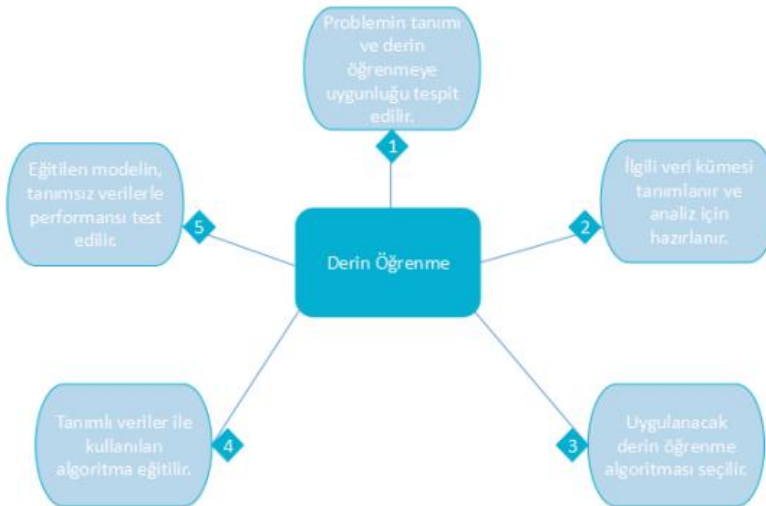 Problemin tanımı
ve derin
öğrenmeye
uygunluğu tespit
edilir.
1
İlgili veri kümesi
tanımlanır ve
analiz için
hazırlanır.
2
Uygulanacak
derin öğrenme
algoritması seçilir.
3
Tanımlı veriler ile
kullanılan
algoritma eğitilir.
4
Eğitilen modelin,
tanımsız verilerle
performansı test
edilir.
5
Derin Öğrenme